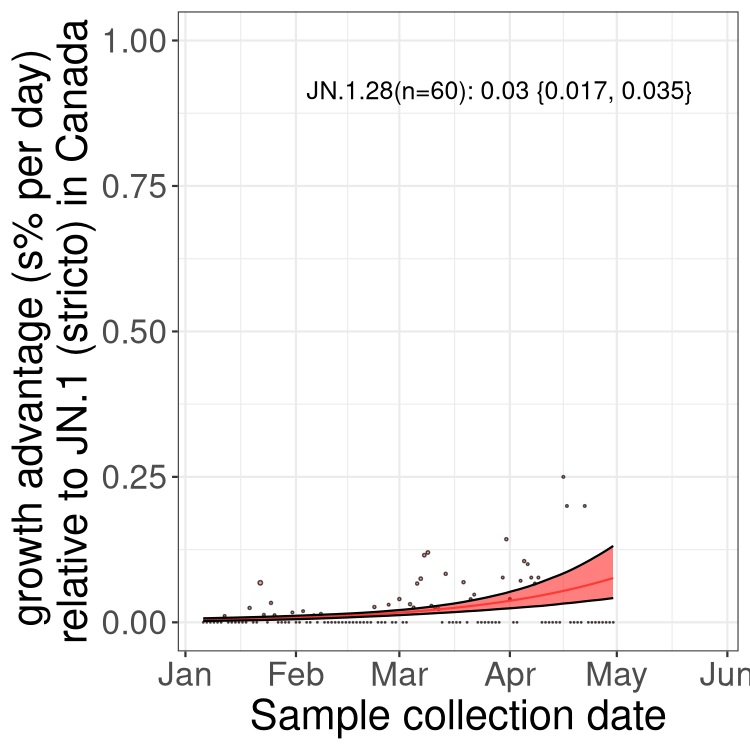 growth advantage (s% per day)
relative to JN.1 (stricto) in Canada
1.00
0.75
0.50
0.25
0.00
JN.1.28(n=60): 0.03 {0.017, 0.035}
Jan Feb Mar Apr May Jun
Sample collection date